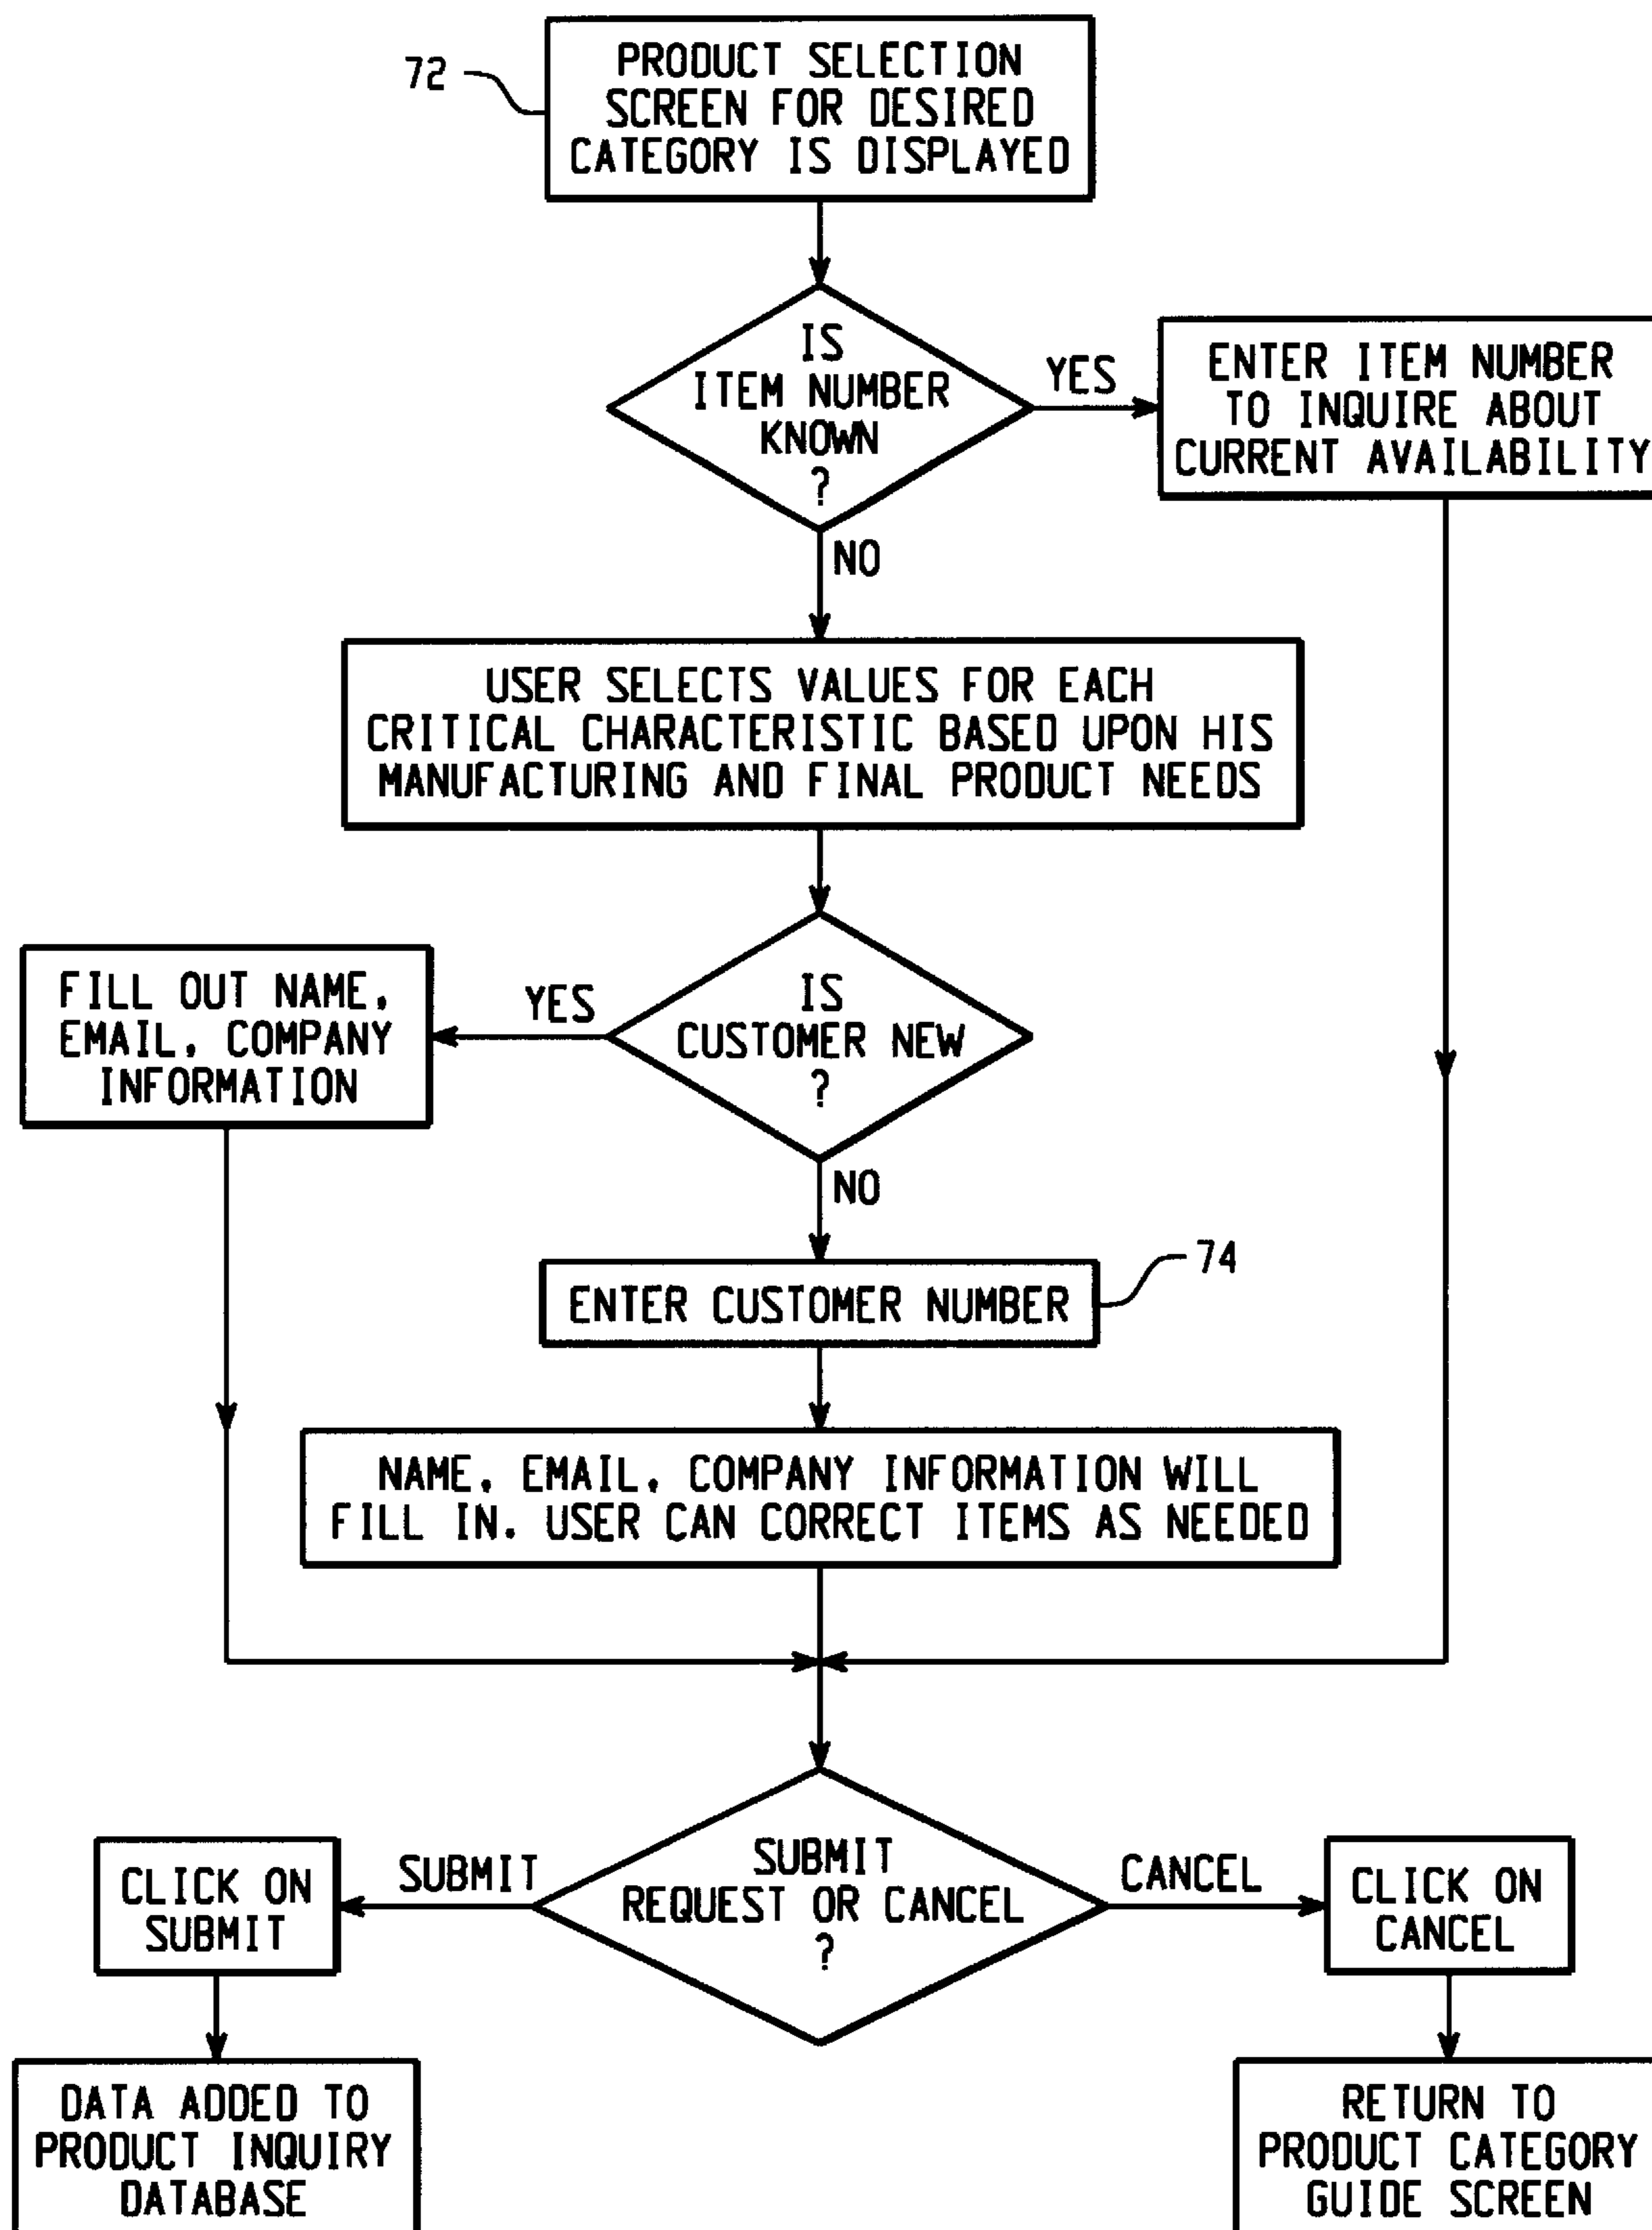 72
PRODUCT SELECTION
SCREEN FOR DESIRED
CATEGORY IS DISPLAYED
IS
ITEM NUMBER
KNOWN
?
YES
ENTER ITEM NUMBER
TO INQUIRE ABOUT
CURRENT AVAILABILITY
NO
USER SELECTS VALUES FOR EACH
CRITICAL CHARACTERISTIC BASED UPON HIS
MANUFACTURING AND FINAL PRODUCT NEEDS
FILL OUT NAME,
EMAIL, COMPANY
INFORMATION
YES
IS
CUSTOMER NEW
?
NO
74
ENTER CUSTOMER NUMBER
NAME, EMAIL, COMPANY INFORMATION WILL
FILL IN. USER CAN CORRECT ITEMS AS NEEDED
CLICK ON
SUBMIT
SUBMIT
SUBMIT
REQUEST OR CANCEL
?
CANCEL
CLICK ON
CANCEL
DATA ADDED TO
PRODUCT INQUIRY
DATABASE
RETURN TO
PRODUCT CATEGORY
GUIDE SCREEN